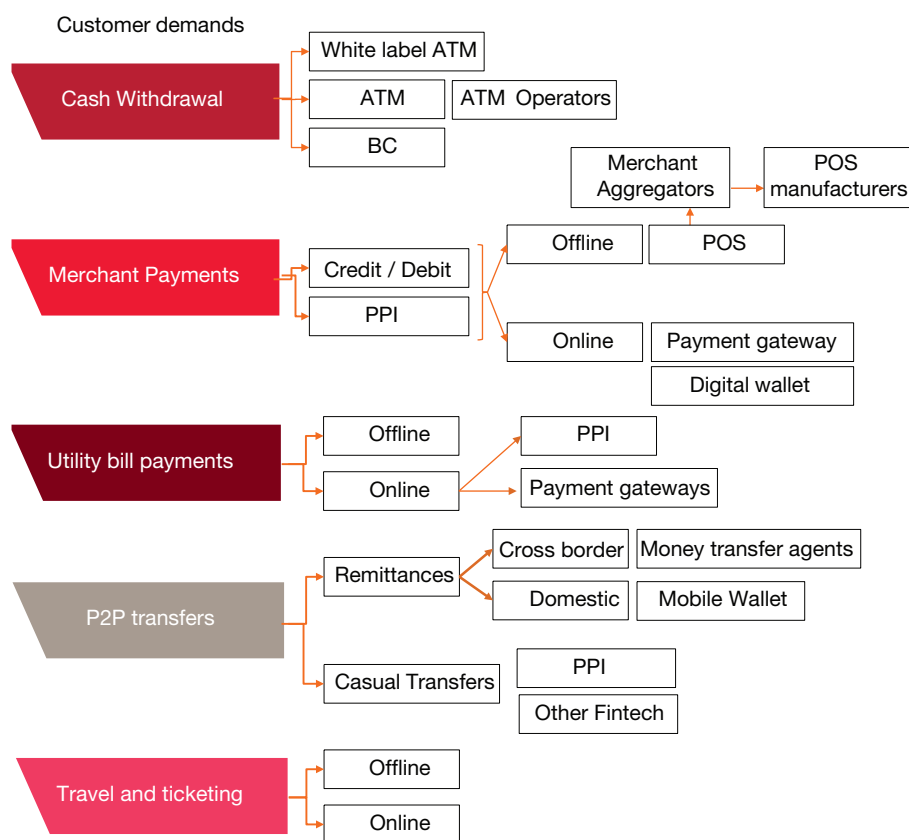 Customer demands
White label ATM
Cash Withdrawal
ATM
ATM Operators
BC
Merchant
Aggregators
POS
manufacturers
Merchant Payments
Credit / Debit
PPI
Offline
POS
Online
Payment gateway
Digital wallet
Utility bill payments
Offline
Online
PPI
Payment gateways
P2P transfers
Remittances
Cross border
Money transfer agents
Domestic
Mobile Wallet
Casual Transfers
PPI
Other Fintech
Travel and ticketing
Offline
Online